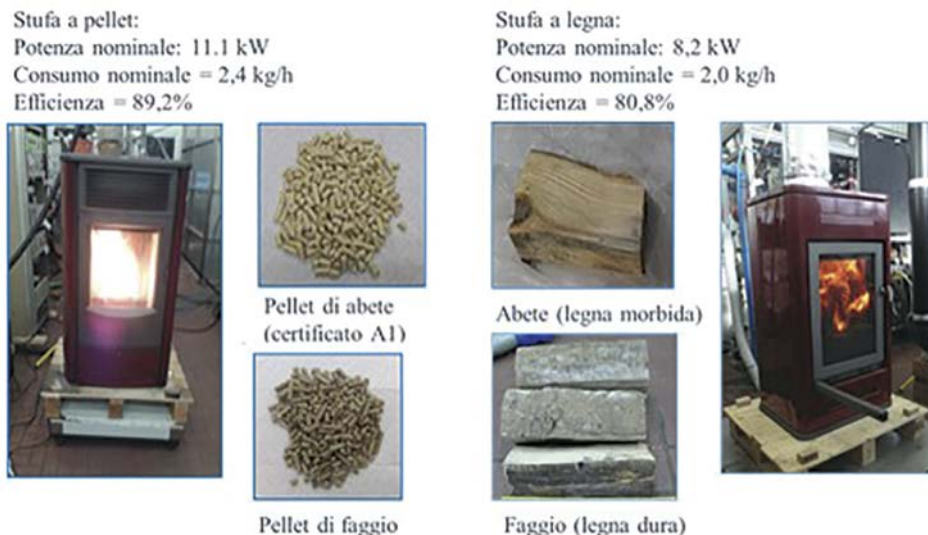 Stufa a pellet:
Potenza nominale: 11.1 kW
Consumo nominale = 2,4 kg/h
Efficienza = 89,2%
Stufa a legna:
Potenza nominale: 8,2 kW
Consumo nominale = 2,0 kg/h
Efficienza = 80,8%
Pellet di abete
(certificato A1)
Abete (legna morbida)
Pellet di faggio
Faggio (legna dura)